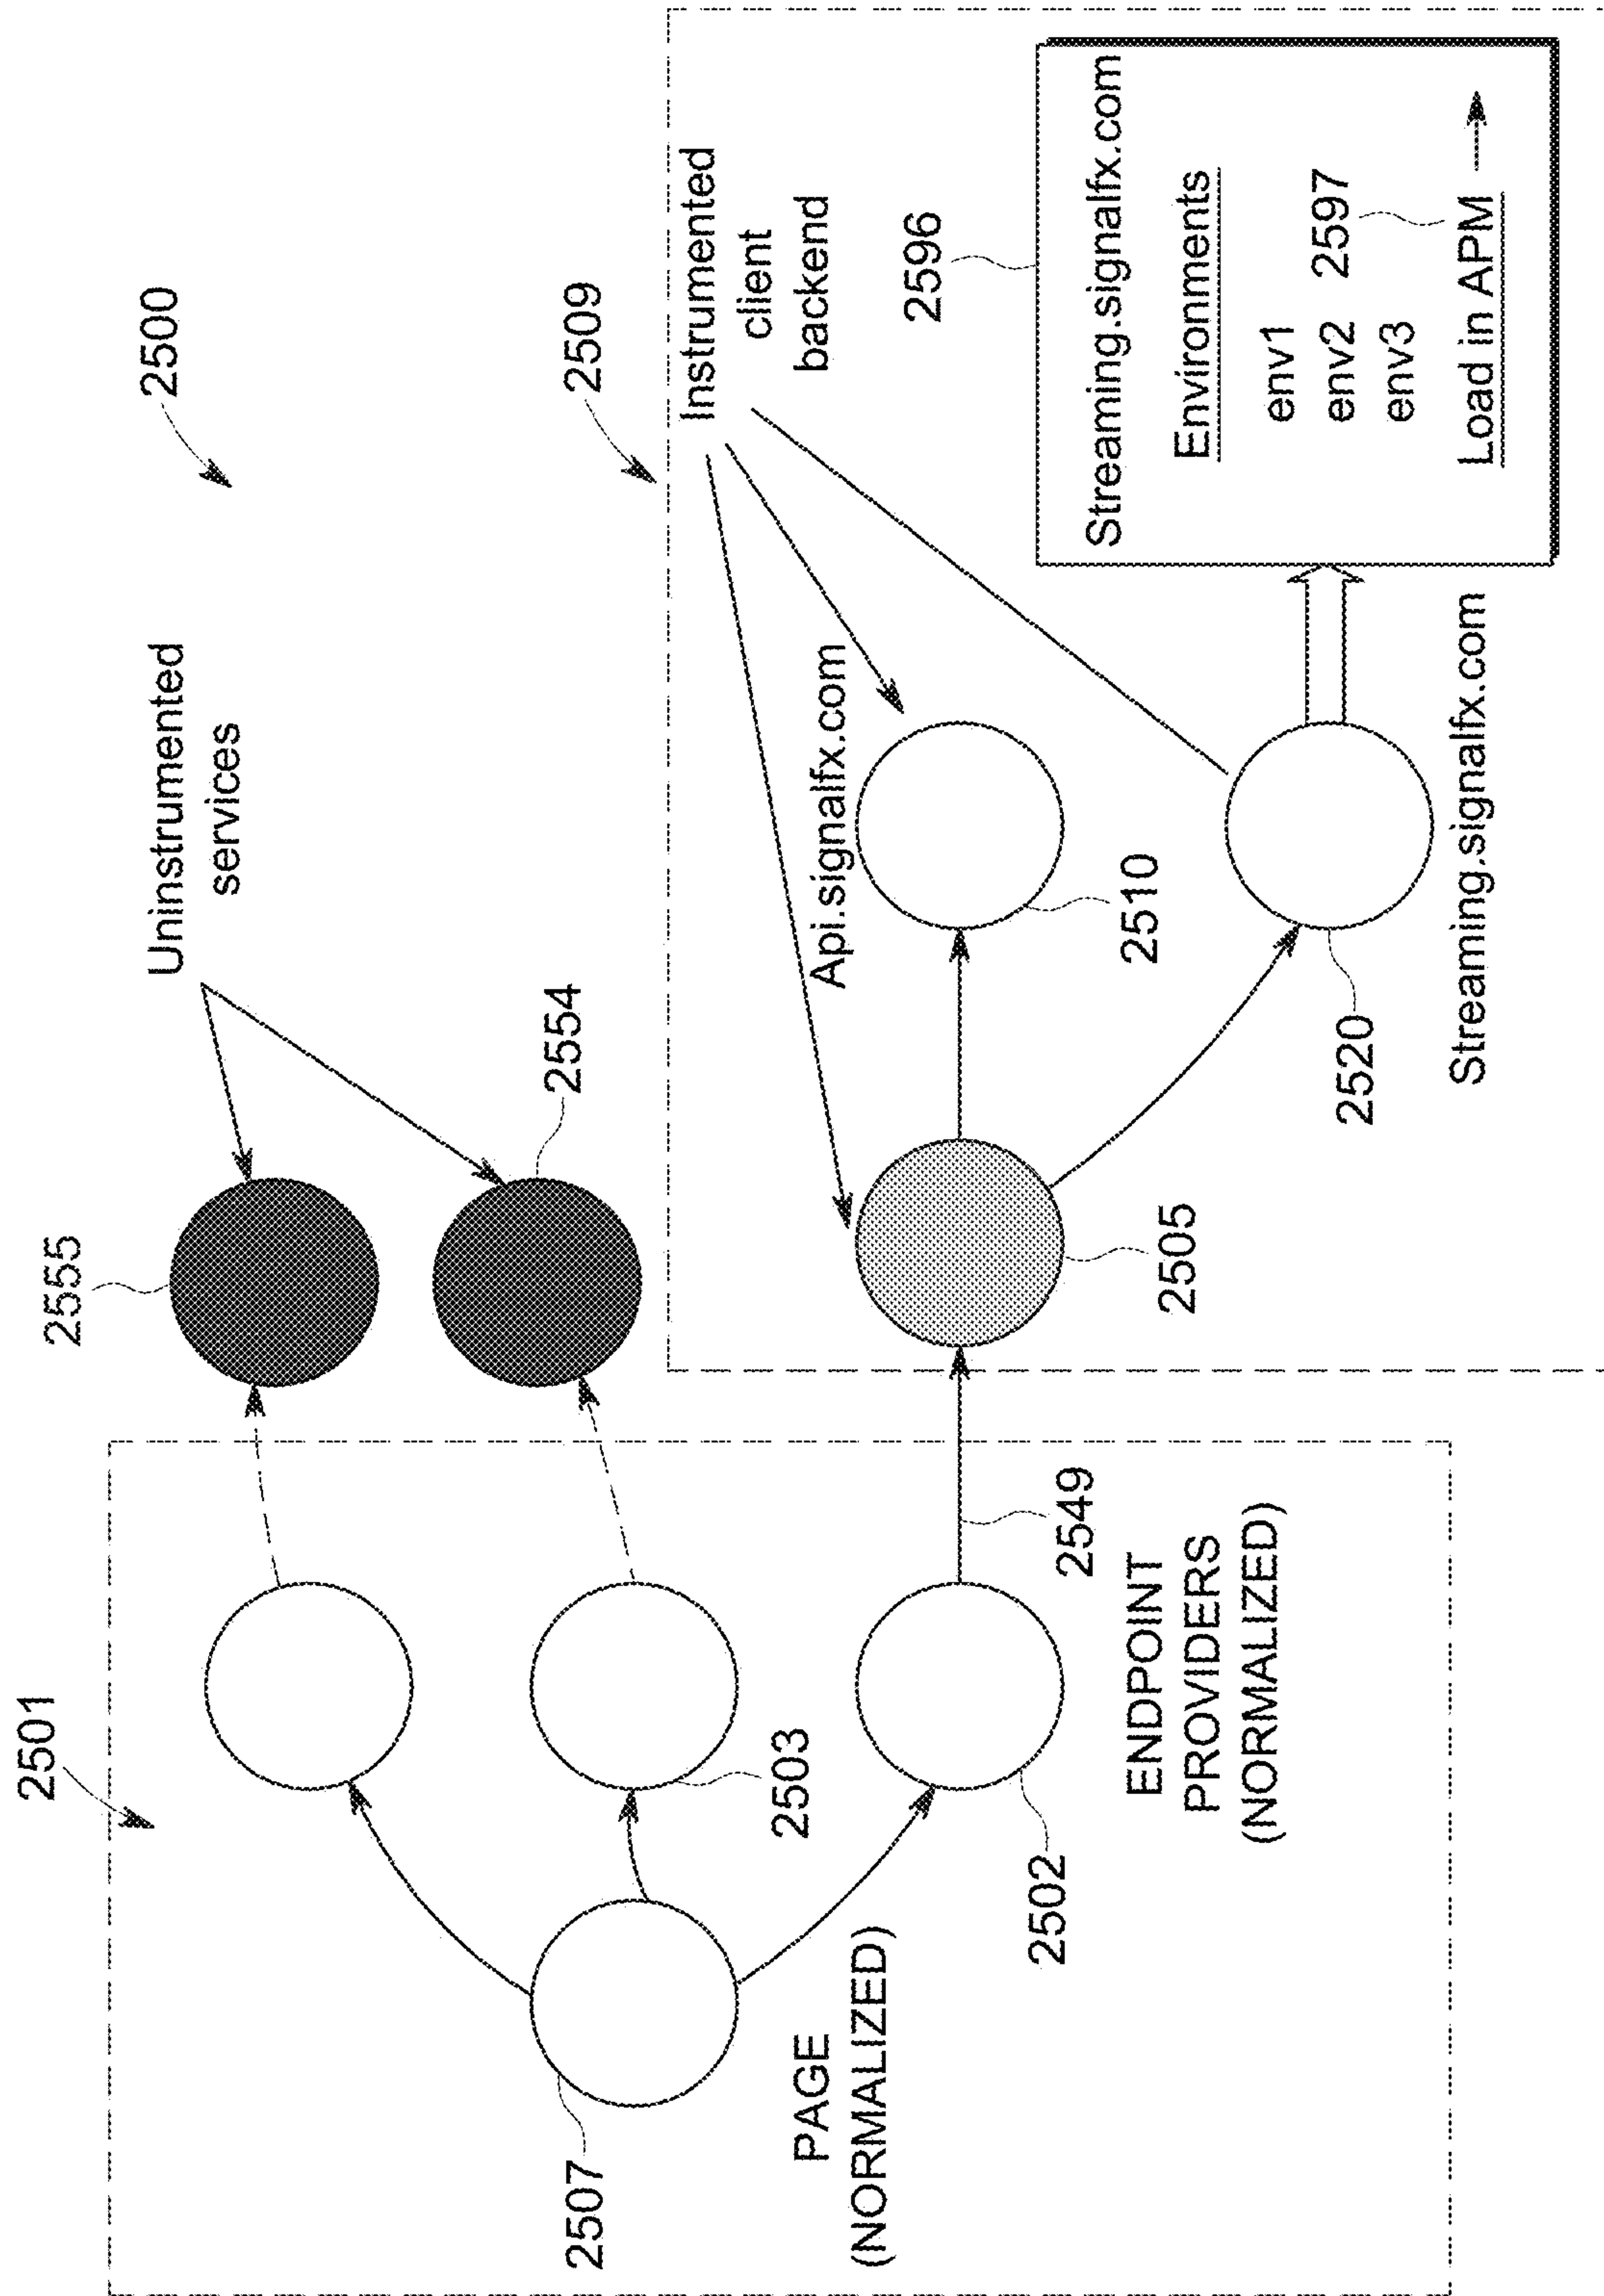 2500
2501
2555
Uninstrumented
services
2554
2509
Instrumented
client
backend
2507
2503
PAGE
(NORMALIZED)
Api.signalfx.com
2596
2502
2549
2505
2510
ENDPOINT
PROVIDERS
(NORMALIZED)
2520
Streaming.signalfx.com
Streaming.signalfx.com
Environments
env1
env2
env3
2597
Load in APM